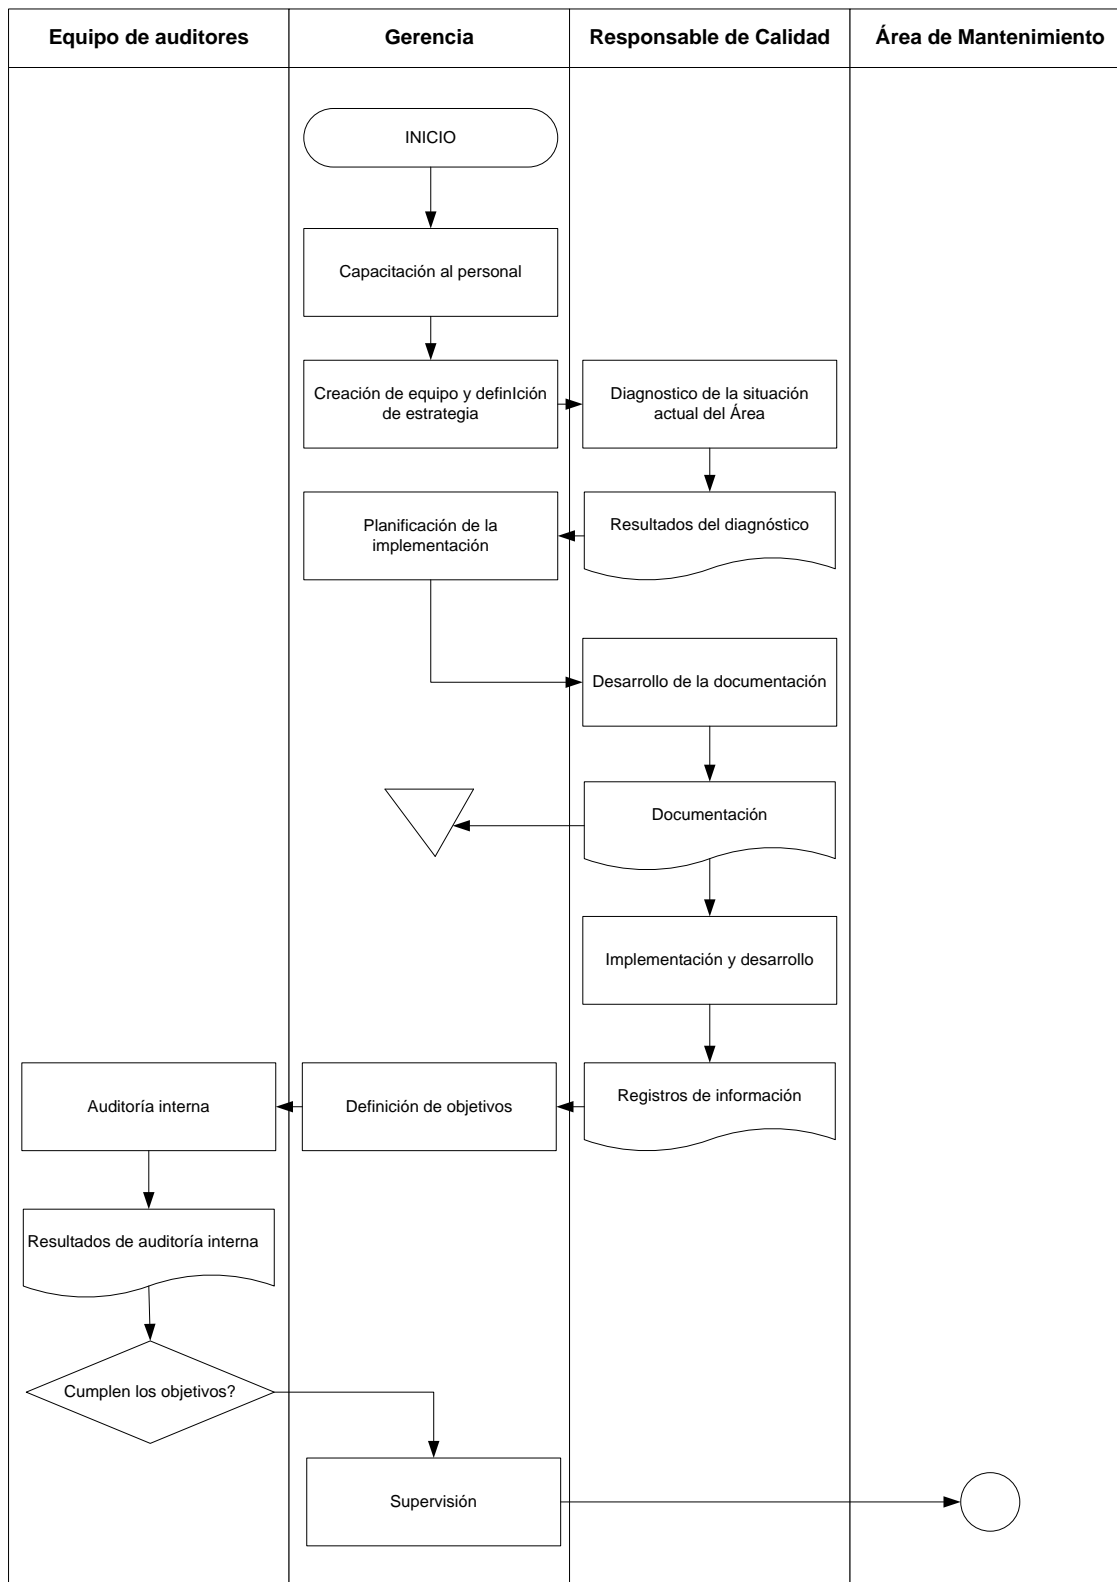 Equipo de auditores
Gerencia
Responsable de Calidad
Área de Mantenimiento
INICIO
Capacitación al personal
Creación de equipo y definIción
de estrategia
Diagnostico de la situación
actual del Área
Planificación de la
implementación
Resultados del diagnóstico
Desarrollo de la documentación
Documentación
Implementación y desarrollo
Auditoría interna
Definición de objetivos
Registros de información
Resultados de auditoría interna
Cumplen los objetivos?
Supervisión